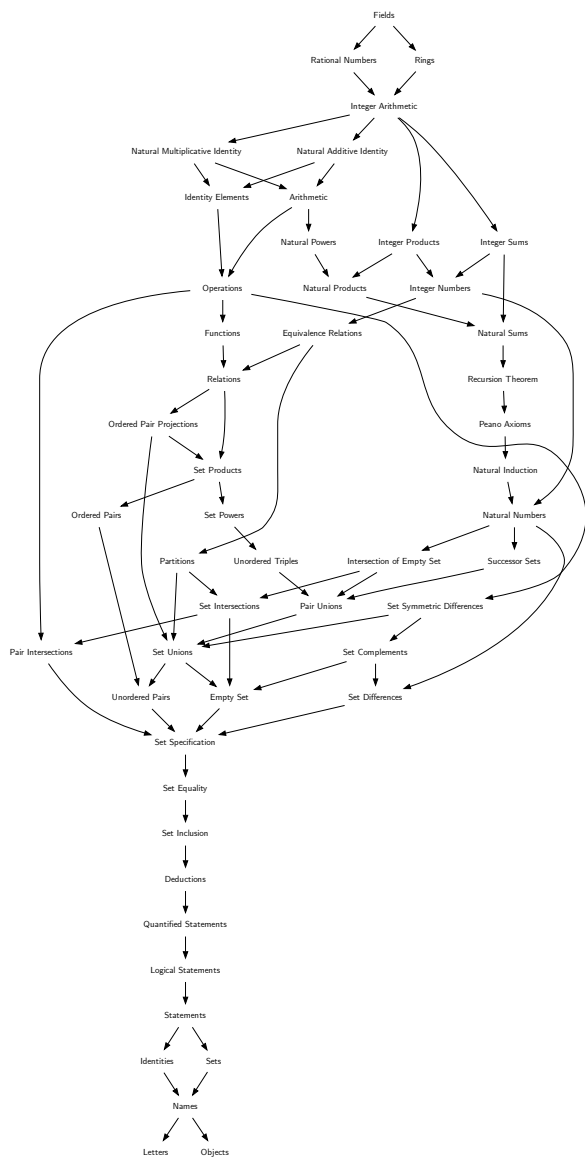 Fields
Rational Numbers
Rings
Integer Arithmetic
Natural Multiplicative Identity
Natural Additive Identity
Identity Elements
Arithmetic
Natural Powers
Integer Products
Integer Sums
Operations
Natural Products
Integer Numbers
Functions
Equivalence Relations
Natural Sums
Relations
Recursion Theorem
Ordered Pair Projections
Peano Axioms
Set Products
Natural Induction
Ordered Pairs
Set Powers
Natural Numbers
Partitions
Unordered Triples
Intersection of Empty Set
Successor Sets
Set Intersections
Pair Unions
Set Symmetric Differences
Pair Intersections
Set Unions
Set Complements
Unordered Pairs
Empty Set
Set Differences
Set Specification
Set Equality
Set Inclusion
Deductions
Quantified Statements
Logical Statements
Statements
Identities
Sets
Names
Letters
Objects